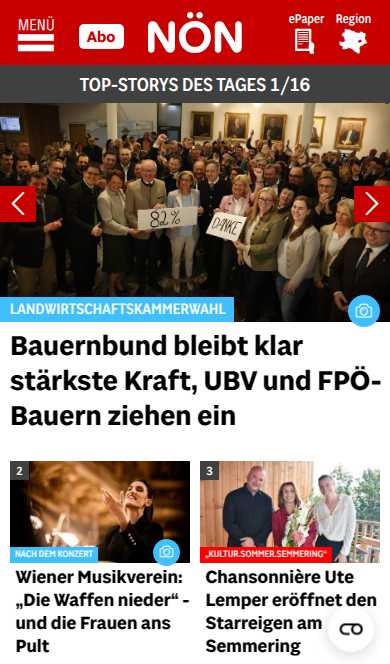 MENÜ
Abo
NÖN
ePaper
Region
TOP-STORYS DES TAGES 1/16
82%
DANKE
LANDWIRTSCHAFTSKAMMERWAHL
Bauernbund bleibt klar
stärkste Kraft, UBV und FPÖ-
Bauern ziehen ein
2
NACH DEM KONZERT
Wiener Musikverein:
„Die Waffen nieder“ -
und die Frauen ans
Pult
3
„KULTUR.SOMMER.SEMMERING“
Chansonnière Ute
Lemper eröffnet den
Starreigen am
Semmering